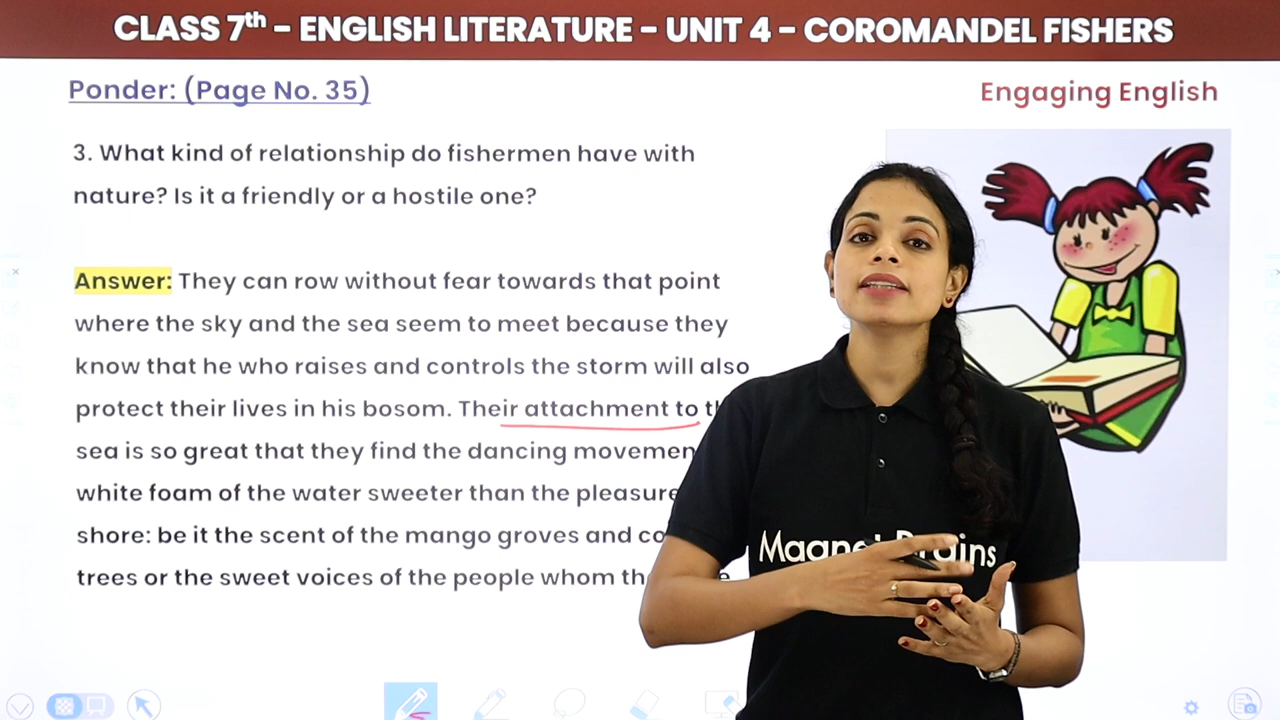 CLASS 7th - ENGLISH LITERATURE - UNIT 4 - COROMANDEL FISHERS
Ponder: (Page No. 35)
Engaging English
3. What kind of relationship do fishermen have with
nature? Is it a friendly or a hostile one?
Answer: They can row without fear towards that point
where the sky and the sea seem to meet because they
know that he who raises and controls the storm will also
protect their lives in his bosom. Their attachment to
sea is so great that they find the dancing
white foam of the water sweeter than the
shore: be it the scent of the mango groves and
trees or the sweet voices of the people whom
Magnet Brains